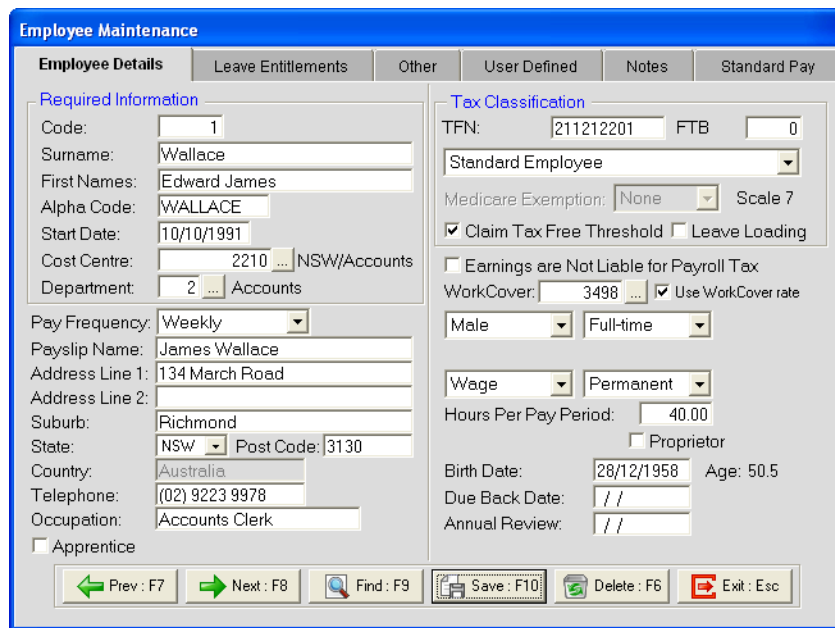 Employee Maintenance
Employee Details Leave Entitlements Other User Defined Notes Standard Pay
Required Information
Code: 1
Surname: Wallace
First Names: Edward James
Alpha Code: WALLACE
Start Date: 10/10/1991
Cost Centre: 2210 ... NSW/Accounts
Department: 2 ... Accounts
Pay Frequency: Weekly
Payslip Name: James Wallace
Address Line 1: 134 March Road
Address Line 2:
Suburb: Richmond
State: NSW Post Code: 3130
Country: Australia
Telephone: (02) 9223 9978
Occupation: Accounts Clerk
Apprentice
Tax Classification
TFN: 211212201 FTB 0
Standard Employee
Medicare Exemption: None Scale 7
Claim Tax Free Threshold Leave Loading
Earnings are Not Liable for Payroll Tax
WorkCover: 3498 ... Use WorkCover rate
Male Full-time
Wage Permanent
Hours Per Pay Period: 40.00
Proprietor
Birth Date: 28/12/1958 Age: 50.5
Due Back Date: / /
Annual Review: / /
Prev : F7 Next : F8 Find : F9 Save : F10 Delete : F6 Exit : Esc